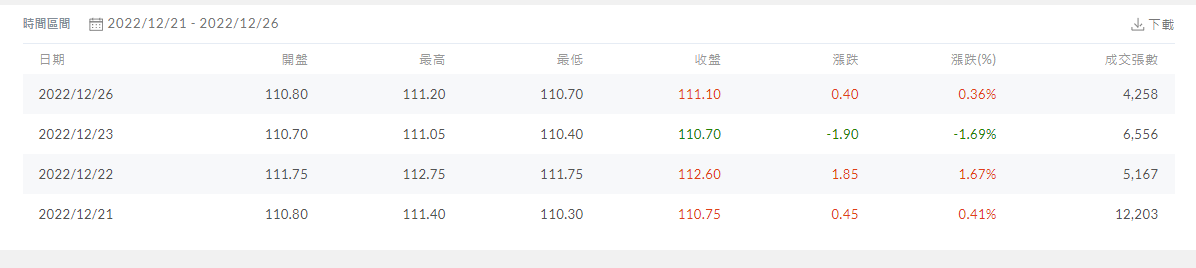 時間區間 2022/12/21 - 2022/12/26 下載
日期 開盤 最高 最低 收盤 漲跌 漲跌(%) 成交張數
2022/12/26 110.80 111.20 110.70 111.10 0.40 0.36% 4,258
2022/12/23 110.70 111.05 110.40 110.70 -1.90 -1.69% 6,556
2022/12/22 111.75 112.75 111.75 112.60 1.85 1.67% 5,167
2022/12/21 110.80 111.40 110.30 110.75 0.45 0.41% 12,203